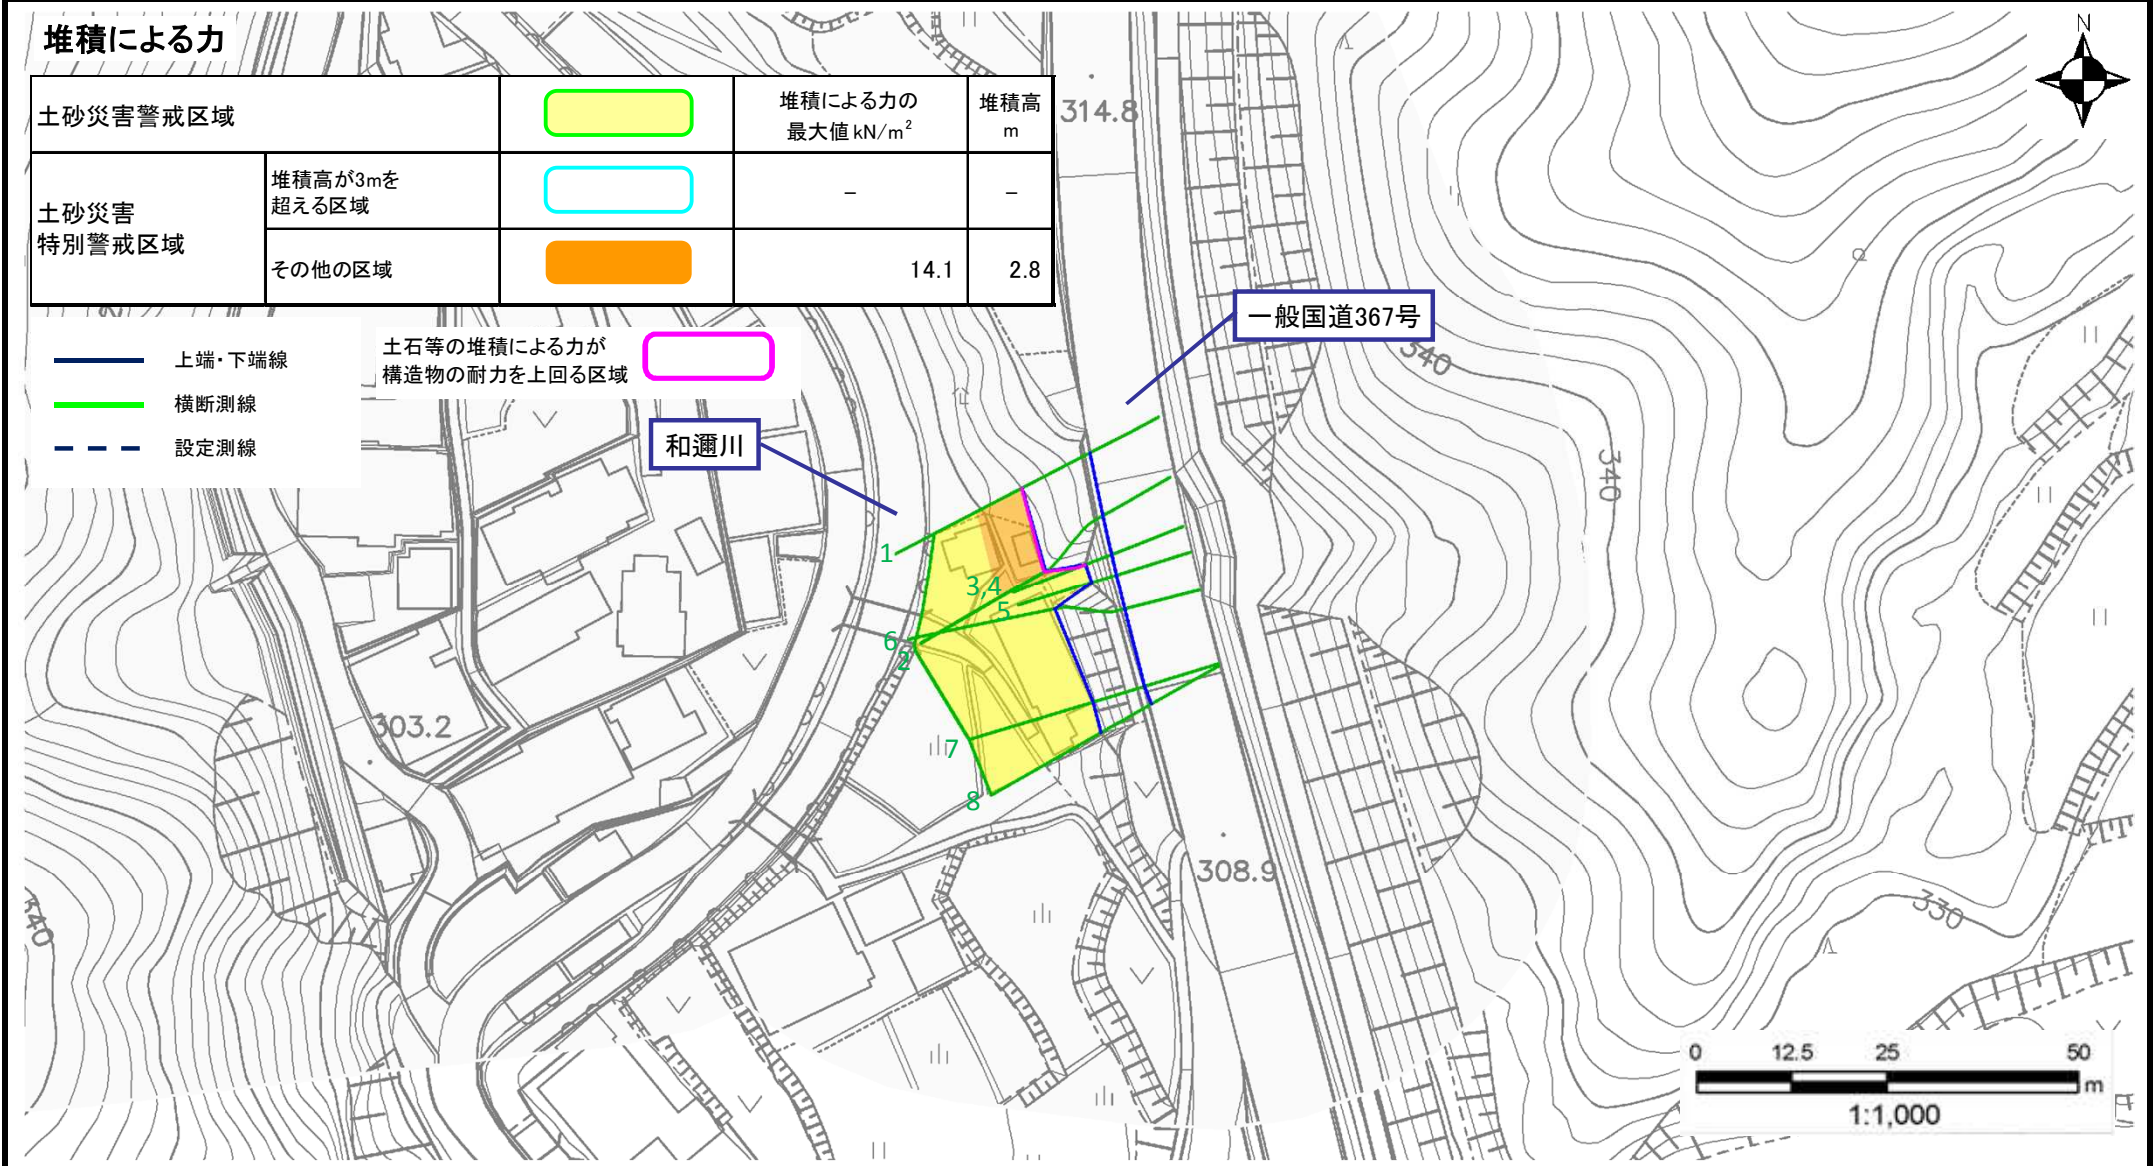 堆積による力
土砂災害警戒区域
堆積による力の
最大値 kN/m²
堆積高
m
土砂災害
特別警戒区域
堆積高が3mを
超える区域
－
－
その他の区域
14.1
2.8
上端・下端線
横断測線
設定測線
土石等の堆積による力が
構造物の耐力を上回る区域
N
314.8
一般国道367号
和邇川
340
340
1
3,4
5
6
2
7
8
303.2
308.9
330
340
0 12.5 25 50
m
1:1,000